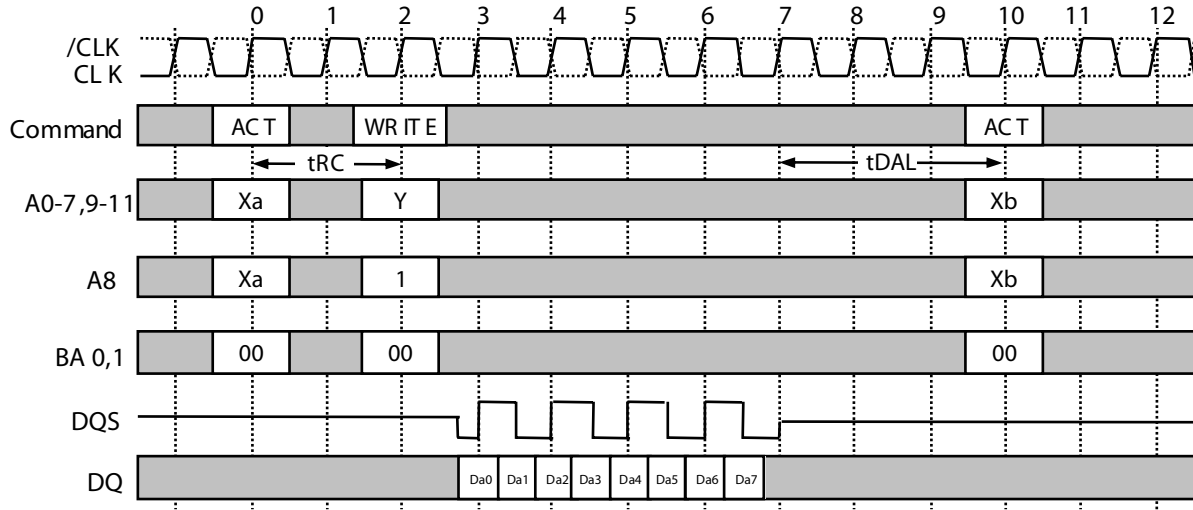 0 1 2 3 4 5 6 7 8 9 10 11 12
/CLK
CL K
Command AC T WR IT E AC T
tRC tDAL
A0-7,9-11 Xa Y Xb
A8 Xa 1 Xb
BA 0,1 00 00 00
DQS
DQ Da0 Da1 Da2 Da3 Da4 Da5 Da6 Da7